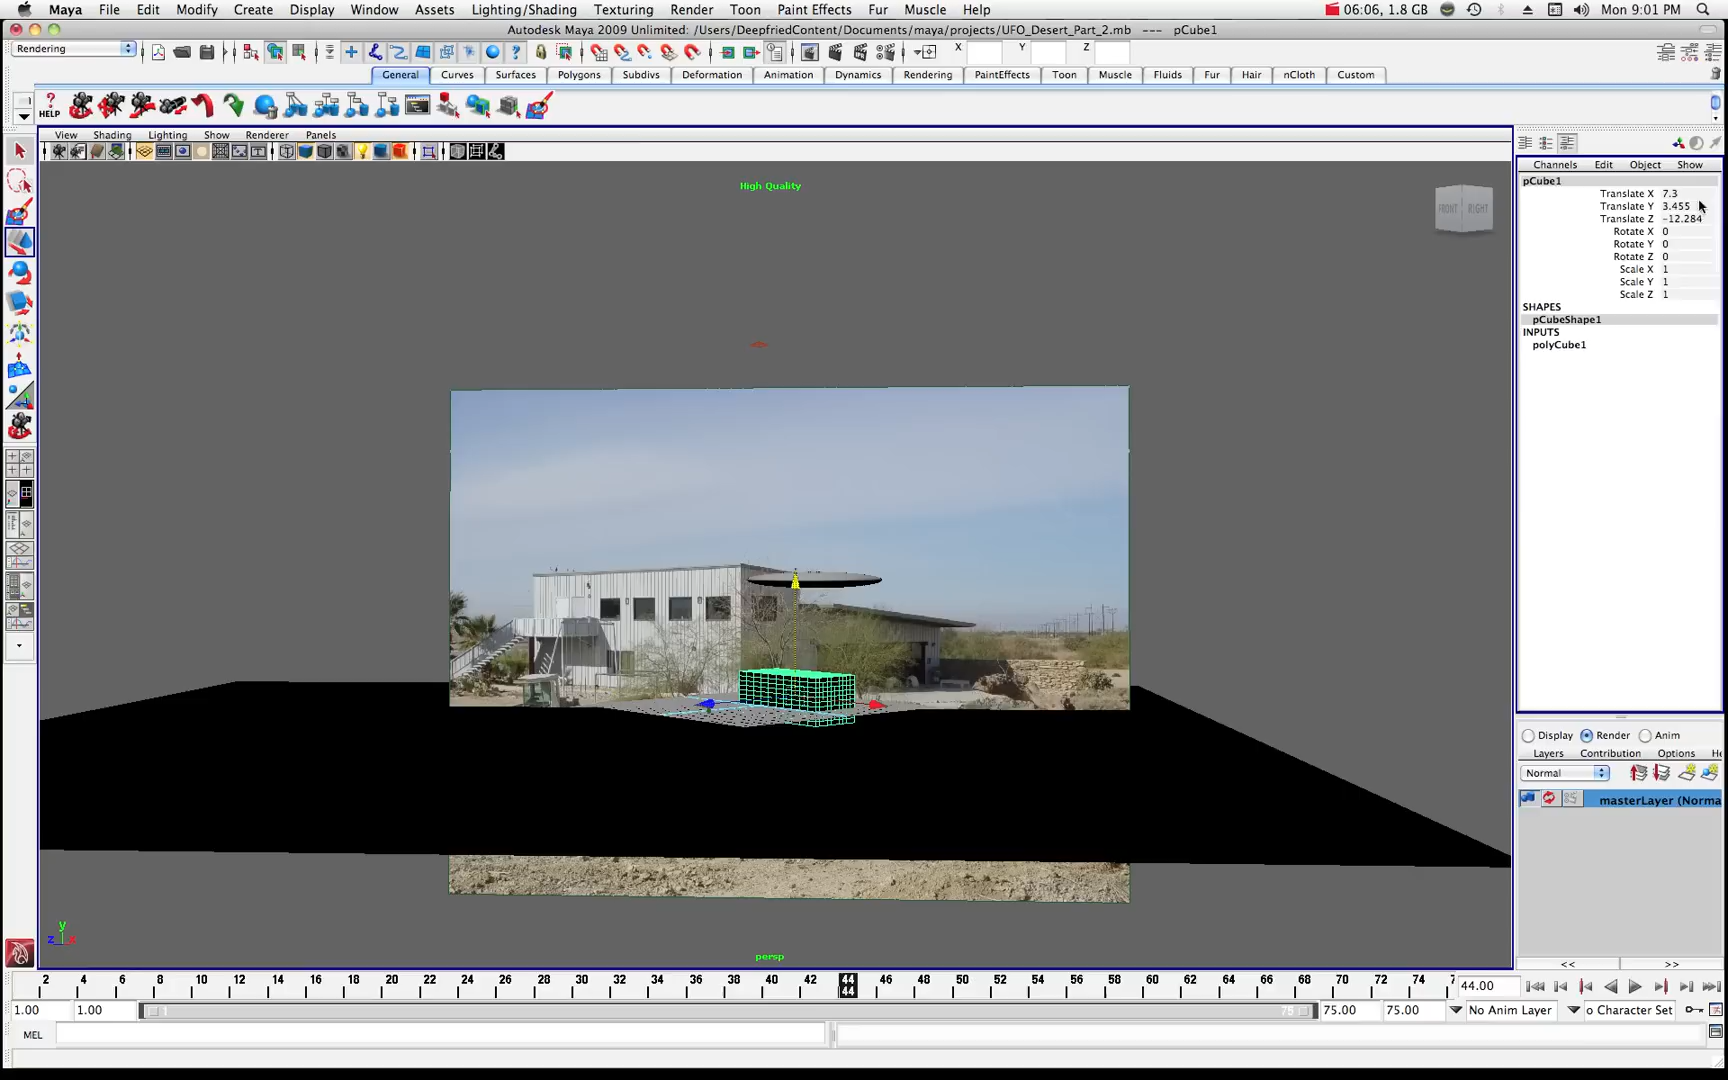 Maya File Edit Modify Create Display Window Assets Lighting/Shading Texturing Render Toon Paint Effects Fur Muscle Help 06:06, 1.8 GB Mon 9:01 PM
Autodesk Maya 2009 Unlimited: /Users/DeepfriedContent/Documents/maya/projects/UFO_Desert_Part_2.mb --- pCube1
Rendering X Y Z
General Curves Surfaces Polygons Subdivs Deformation Animation Dynamics Rendering PaintEffects Toon Muscle Fluids Fur Hair nCloth Custom
HELP
View Shading Lighting Show Renderer Panels
Channels Edit Object Show
High Quality
FRONT RIGHT
pCube1
Translate X 7.3
Translate Y 3.455
Translate Z -12.284
Rotate X 0
Rotate Y 0
Rotate Z 0
Scale X 1
Scale Y 1
Scale Z 1
SHAPES
pCubeShape1
INPUTS
polyCube1
Display Render Anim
Layers Contribution Options He
Normal
masterLayer (Norma
y
z x
persp
<< >>
2 4 6 8 10 12 14 16 18 20 22 24 26 28 30 32 34 36 38 40 42 44 46 48 50 52 54 56 58 60 62 64 66 68 70 72 74 7
44 44.00
1.00 1.00 1 75 75.00 75.00 No Anim Layer o Character Set
MEL